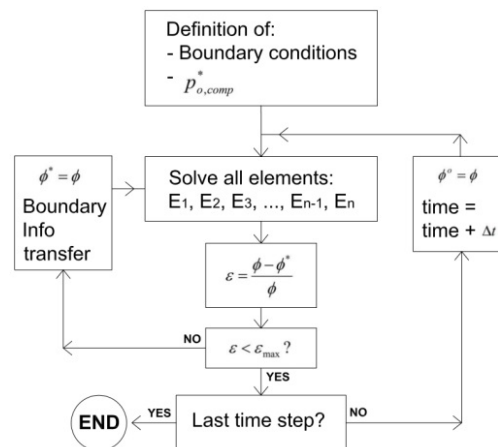 Definition of:
- Boundary conditions
- p*o,comp
ϕ* = ϕ
Boundary
Info
transfer
Solve all elements:
E1, E2, E3, ..., En-1, En
ϕ° = ϕ
time =
time + Δt
ε = (ϕ − ϕ*) / ϕ
NO
ε < εmax ?
YES
END
YES
Last time step?
NO